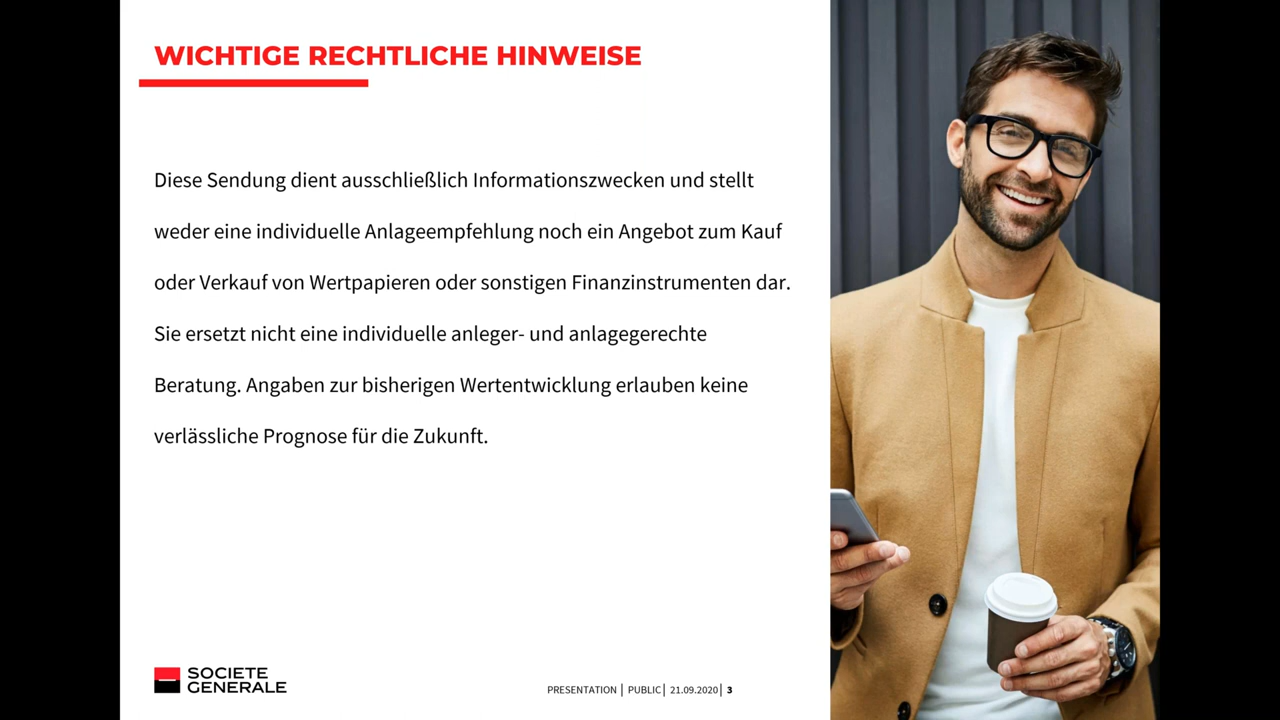 WICHTIGE RECHTLICHE HINWEISE
Diese Sendung dient ausschließlich Informationszwecken und stellt
weder eine individuelle Anlageempfehlung noch ein Angebot zum Kauf
oder Verkauf von Wertpapieren oder sonstigen Finanzinstrumenten dar.
Sie ersetzt nicht eine individuelle anleger- und anlagegerechte
Beratung. Angaben zur bisherigen Wertentwicklung erlauben keine
verlässliche Prognose für die Zukunft.
SOCIETE
GENERALE
PRESENTATION | PUBLIC | 21.09.2020 | 3